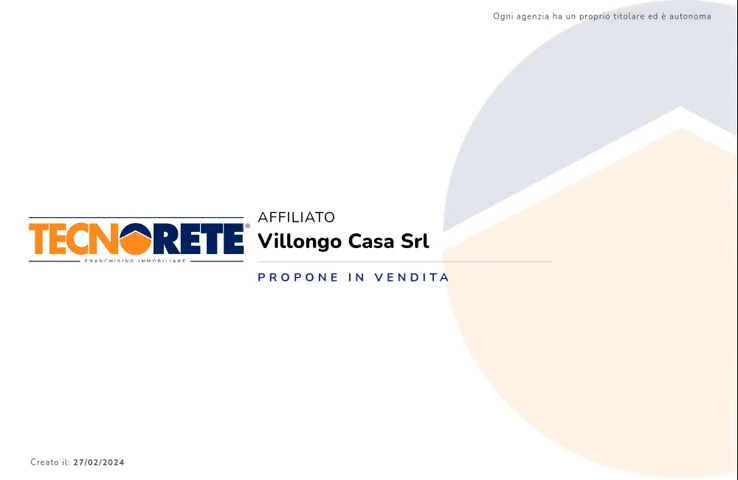 Ogni agenzia ha un proprio titolare ed è autonoma
AFFILIATO
TECNORETE®
Villongo Casa Srl
FRANCHISING IMMOBILIARE
PROPONE IN VENDITA
Creato il: 27/02/2024